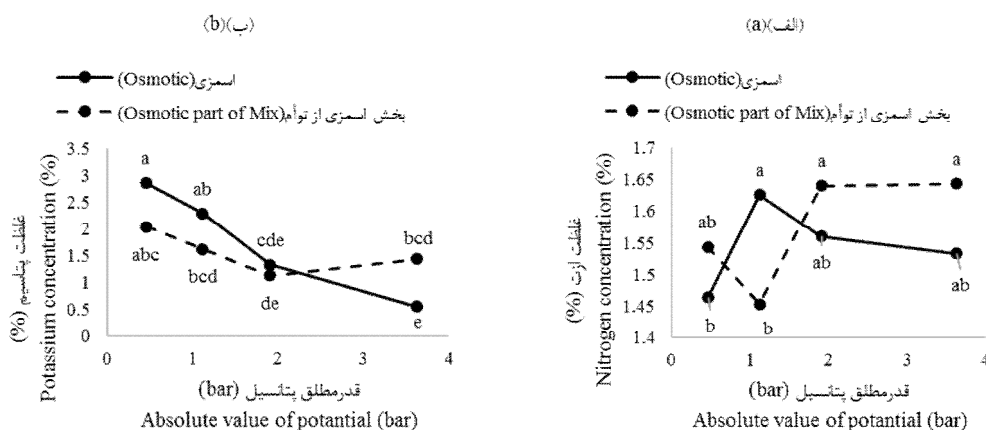 (ب)(b)
اسمزی(Osmotic)
بخش اسمزی از توأم(Osmotic part of Mix)
غلظت پتاسیم (%)
Potassium concentration (%)
3.5
3
2.5
2
1.5
1
0.5
0
a
ab
cde
bcd
abc
bcd
de
e
0
1
2
3
4
قدرمطلق پتانسیل (bar)
Absolute value of potential (bar)
(الف)(a)
اسمزی(Osmotic)
بخش اسمزی از توأم(Osmotic part of Mix)
غلظت ازت (%)
Nitrogen concentration (%)
1.7
1.65
1.6
1.55
1.5
1.45
1.4
a
a
a
ab
ab
ab
b
b
0
1
2
3
4
قدرمطلق پتانسیل (bar)
Absolute value of potential (bar)